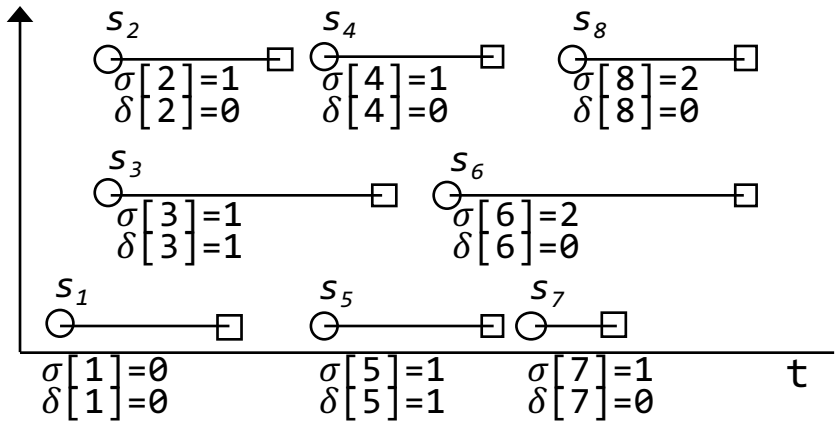 s₂ s₄ s₈
σ[2]=1 σ[4]=1 σ[8]=2
δ[2]=0 δ[4]=0 δ[8]=0
s₃ s₆
σ[3]=1 σ[6]=2
δ[3]=1 δ[6]=0
s₁ s₅ s₇
σ[1]=0 σ[5]=1 σ[7]=1 t
δ[1]=0 δ[5]=1 δ[7]=0